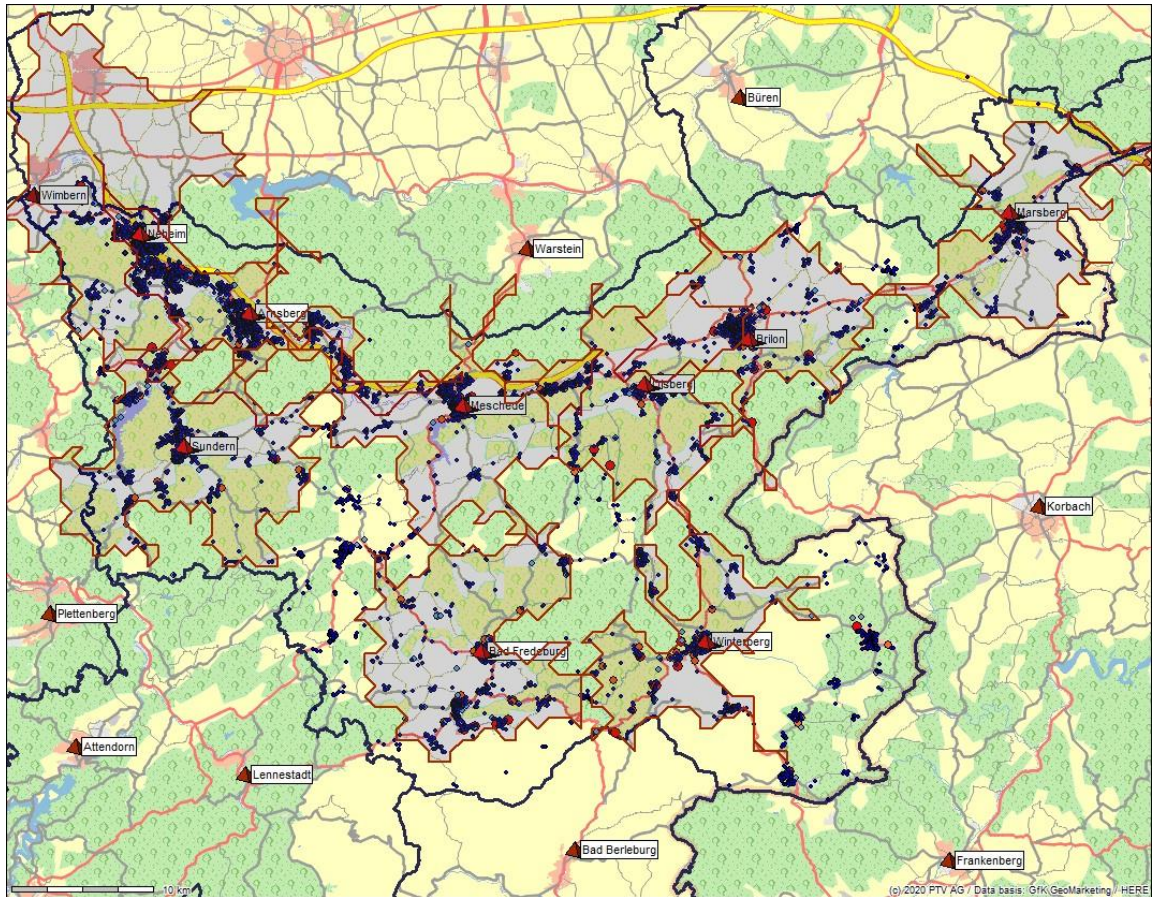 Büren
Wimbern
Marsberg
Neheim
Warstein
Arnsberg
Brilon
Olsberg
Meschede
Sundern
Korbach
Plettenberg
Winterberg
Bad Fredeburg
Attendorn
Lennestadt
Bad Berleburg
Frankenberg
10 km
(c) 2020 PTV AG / Data basis: GfK GeoMarketing / HERE